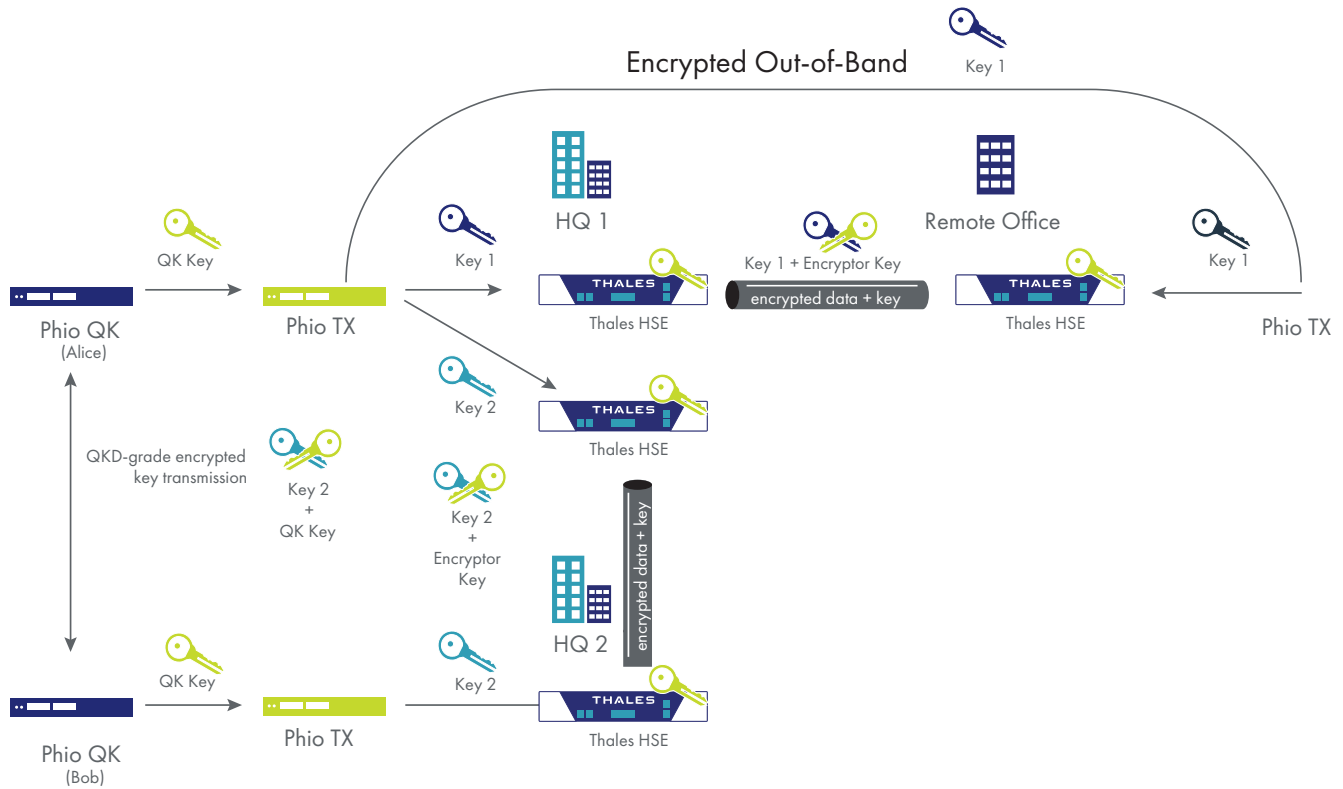 Encrypted Out-of-Band
Key 1
HQ 1
Remote Office
QK Key
Key 1
Key 1 + Encryptor Key
Key 1
THALES
encrypted data + key
THALES
Phio QK
(Alice)
Phio TX
Thales HSE
Thales HSE
Phio TX
Key 2
THALES
Thales HSE
QKD-grade encrypted
key transmission
Key 2
+
QK Key
Key 2
+
Encryptor
Key
encrypted data + key
HQ 2
QK Key
Key 2
THALES
Phio QK
(Bob)
Phio TX
Thales HSE